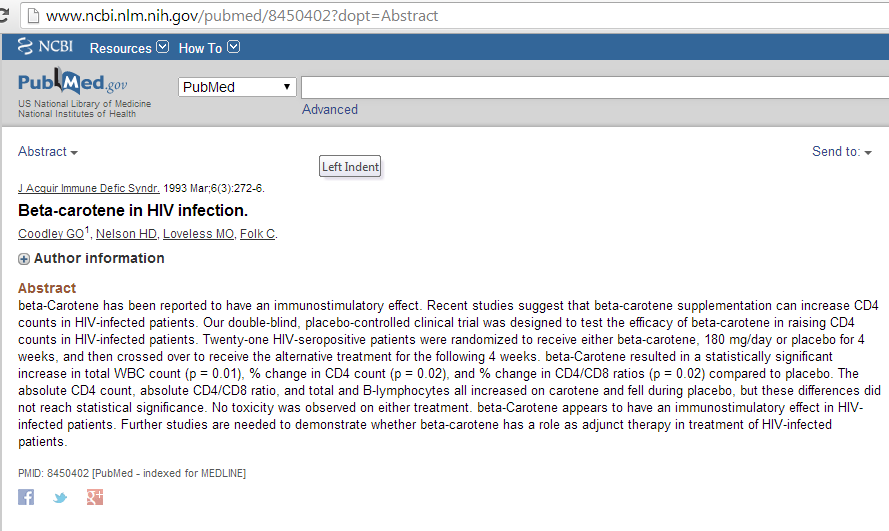 www.ncbi.nlm.nih.gov/pubmed/8450402?dopt=Abstract
NCBI Resources How To
PubMed.gov
US National Library of Medicine
National Institutes of Health
PubMed
Advanced
Abstract
Send to:
Left Indent
J Acquir Immune Defic Syndr. 1993 Mar;6(3):272-6.
Beta-carotene in HIV infection.
Coodley GO1, Nelson HD, Loveless MO, Folk C.
Author information
Abstract
beta-Carotene has been reported to have an immunostimulatory effect. Recent studies suggest that beta-carotene supplementation can increase CD4
counts in HIV-infected patients. Our double-blind, placebo-controlled clinical trial was designed to test the efficacy of beta-carotene in raising CD4
counts in HIV-infected patients. Twenty-one HIV-seropositive patients were randomized to receive either beta-carotene, 180 mg/day or placebo for 4
weeks, and then crossed over to receive the alternative treatment for the following 4 weeks. beta-Carotene resulted in a statistically significant
increase in total WBC count (p = 0.01), % change in CD4 count (p = 0.02), and % change in CD4/CD8 ratios (p = 0.02) compared to placebo. The
absolute CD4 count, absolute CD4/CD8 ratio, and total and B-lymphocytes all increased on carotene and fell during placebo, but these differences did
not reach statistical significance. No toxicity was observed on either treatment. beta-Carotene appears to have an immunostimulatory effect in HIV-
infected patients. Further studies are needed to demonstrate whether beta-carotene has a role as adjunct therapy in treatment of HIV-infected
patients.
PMID: 8450402 [PubMed - indexed for MEDLINE]